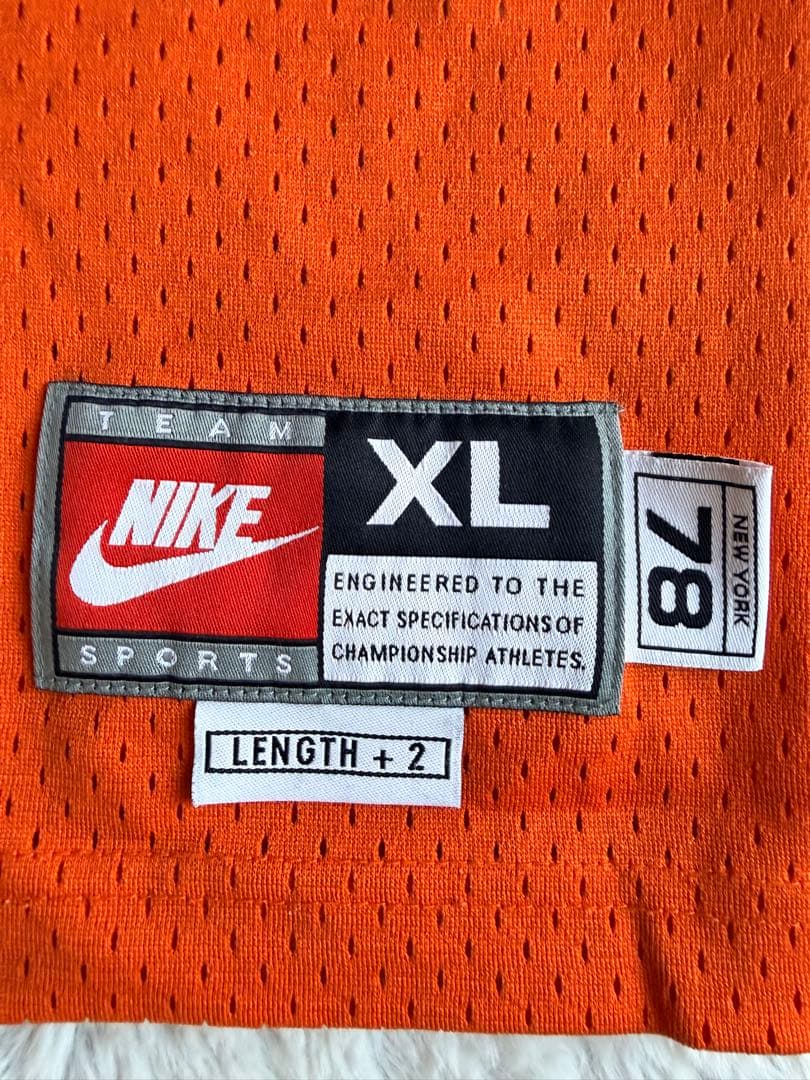 TEAM
NIKE
SPORTS
XL
ENGINEERED TO THE
EXACT SPECIFICATIONS OF
CHAMPIONSHIP ATHLETES.
LENGTH + 2
NEW YORK
78